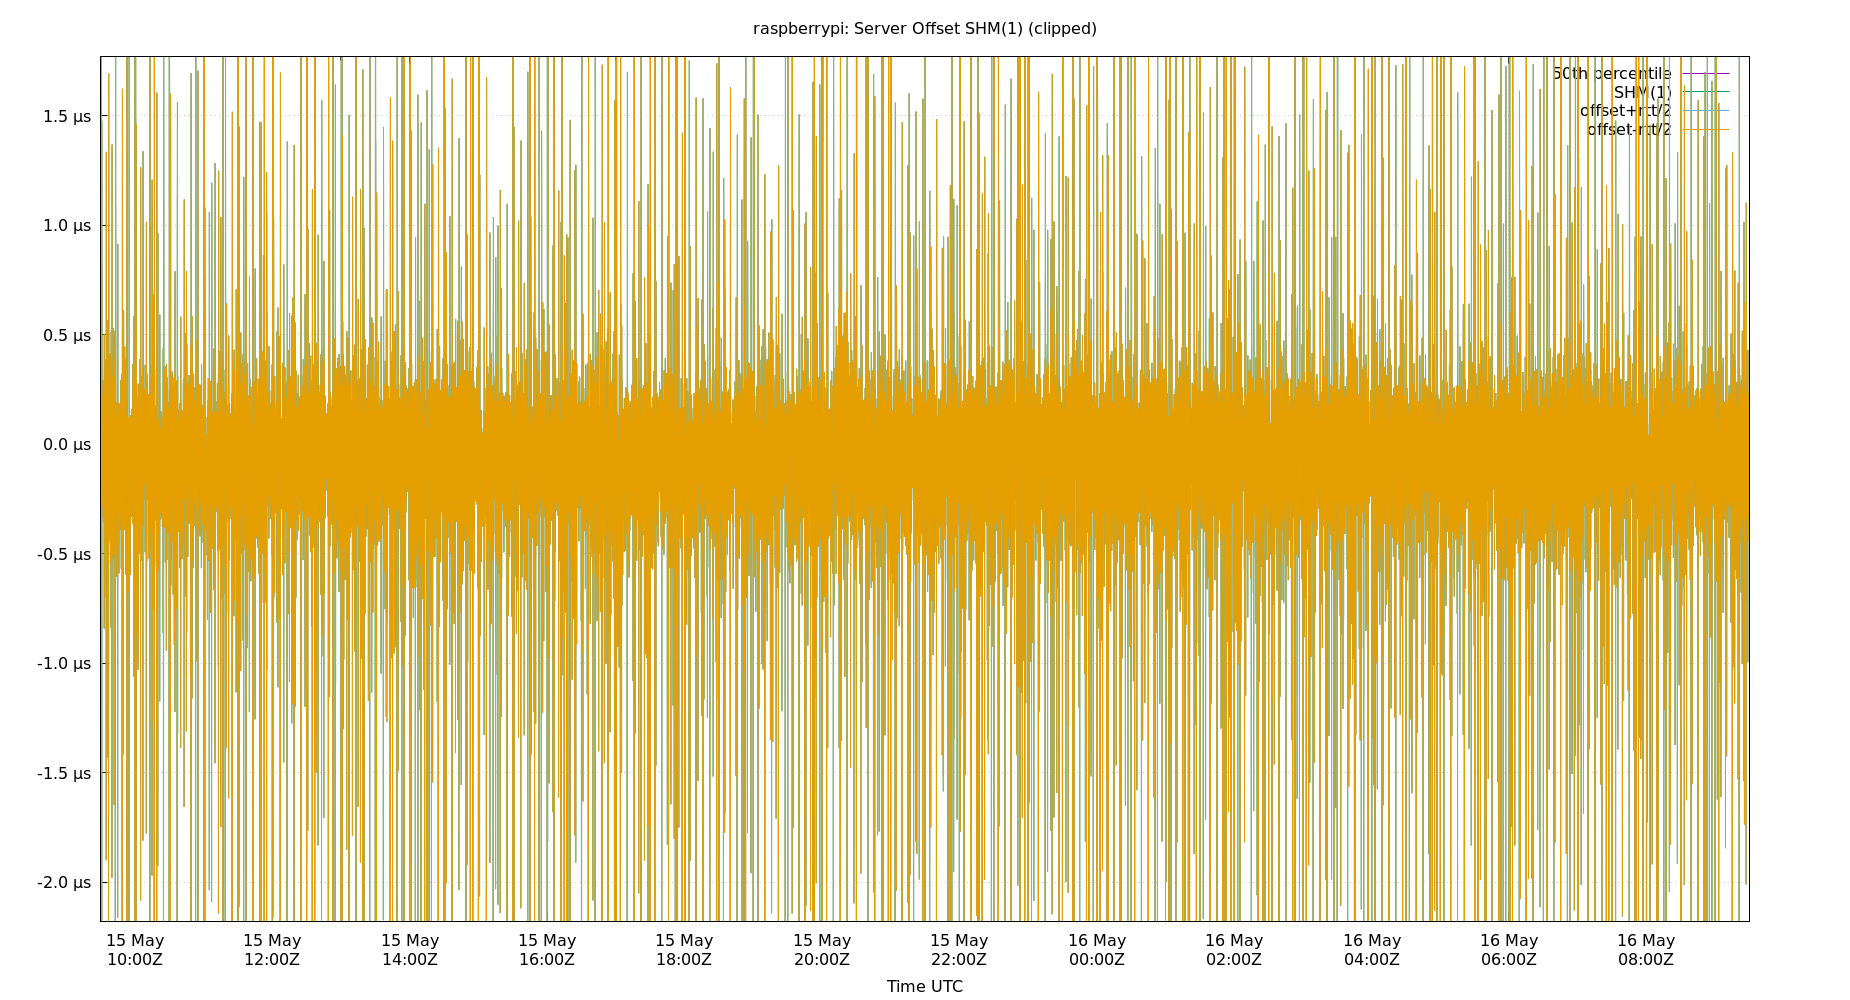 raspberrypi: Server Offset SHM(1) (clipped)
50th percentile
SHM(1)
offset+rtt/2
offset-rtt/2
1.5 µs
1.0 µs
0.5 µs
0.0 µs
-0.5 µs
-1.0 µs
-1.5 µs
-2.0 µs
15 May 15 May 15 May 15 May 15 May 15 May 15 May 16 May 16 May 16 May 16 May 16 May
10:00Z 12:00Z 14:00Z 16:00Z 18:00Z 20:00Z 22:00Z 00:00Z 02:00Z 04:00Z 06:00Z 08:00Z
Time UTC